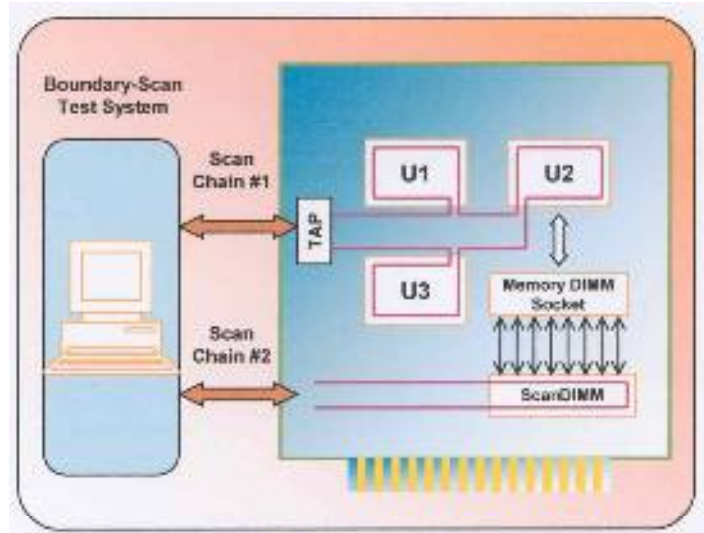 Boundary-Scan
Test System
Scan
Chain #1
TAP
U1
U2
U3
Memory DIMM
Socket
Scan
Chain #2
ScanDIMM